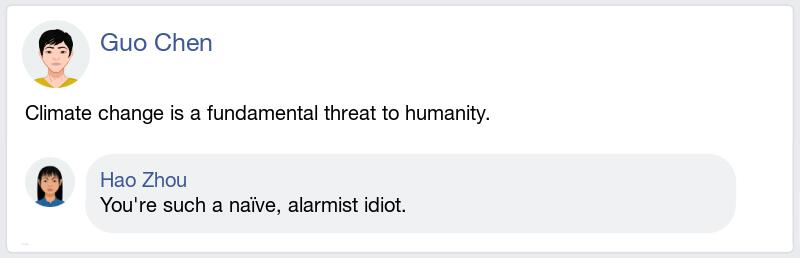 Guo Chen
Climate change is a fundamental threat to humanity.
Hao Zhou
You're such a naïve, alarmist idiot.